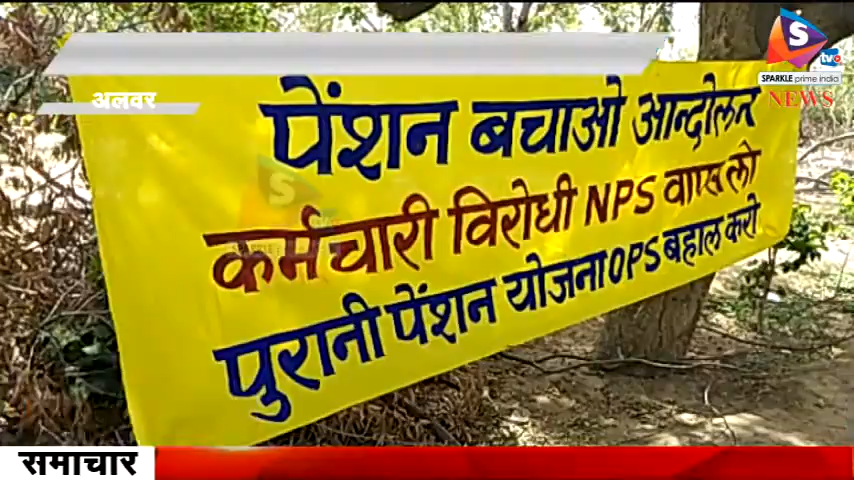 S
tv
SPARKLE prime india
NEWS
अलवर
पेंशन बचाओ आन्दोलन
कर्मचारी विरोधी NPS वापस लो
पुरानी पेंशन योजना OPS बहाल करो
समाचार